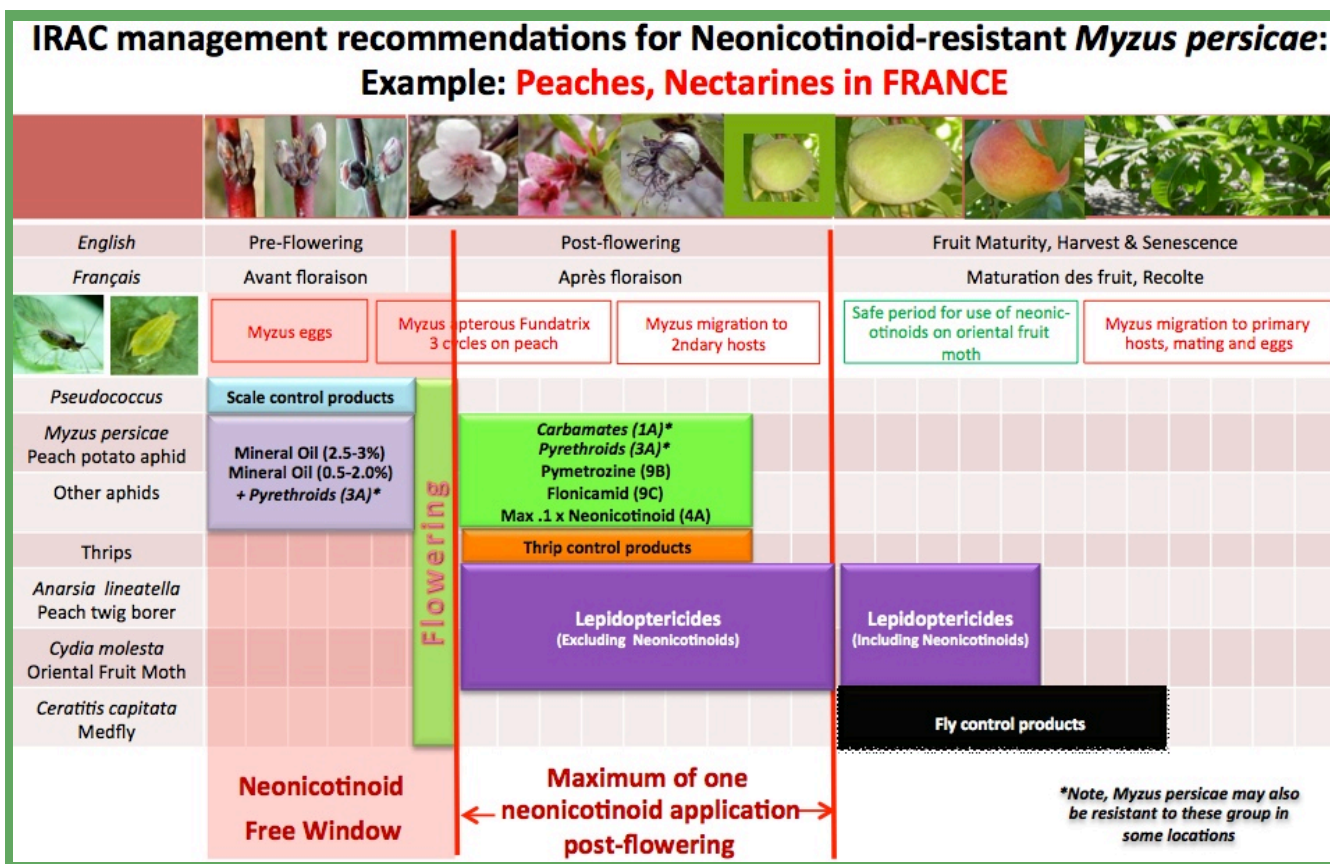 IRAC management recommendations for Neonicotinoid-resistant Myzus persicae:
Example: Peaches, Nectarines in FRANCE
English
Pre-Flowering
Post-flowering
Fruit Maturity, Harvest & Senescence
Français
Avant floraison
Après floraison
Maturation des fruit, Recolte
Myzus eggs
Myzus apterous Fundatrix
3 cycles on peach
Myzus migration to
2ndary hosts
Safe period for use of neonic-
otinoids on oriental fruit
moth
Myzus migration to primary
hosts, mating and eggs
Pseudococcus
Scale control products
Flowering
Myzus persicae
Peach potato aphid
Other aphids
Mineral Oil (2.5-3%)
Mineral Oil (0.5-2.0%)
+ Pyrethroids (3A)*
Carbamates (1A)*
Pyrethroids (3A)*
Pymetrozine (9B)
Flonicamid (9C)
Max .1 x Neonicotinoid (4A)
Thrips
Thrip control products
Anarsia lineatella
Peach twig borer
Cydia molesta
Oriental Fruit Moth
Lepidoptericides
(Excluding Neonicotinoids)
Lepidoptericides
(Including Neonicotinoids)
Ceratitis capitata
Medfly
Fly control products
Neonicotinoid
Free Window
Maximum of one
neonicotinoid application
post-flowering
*Note, Myzus persicae may also
be resistant to these group in
some locations